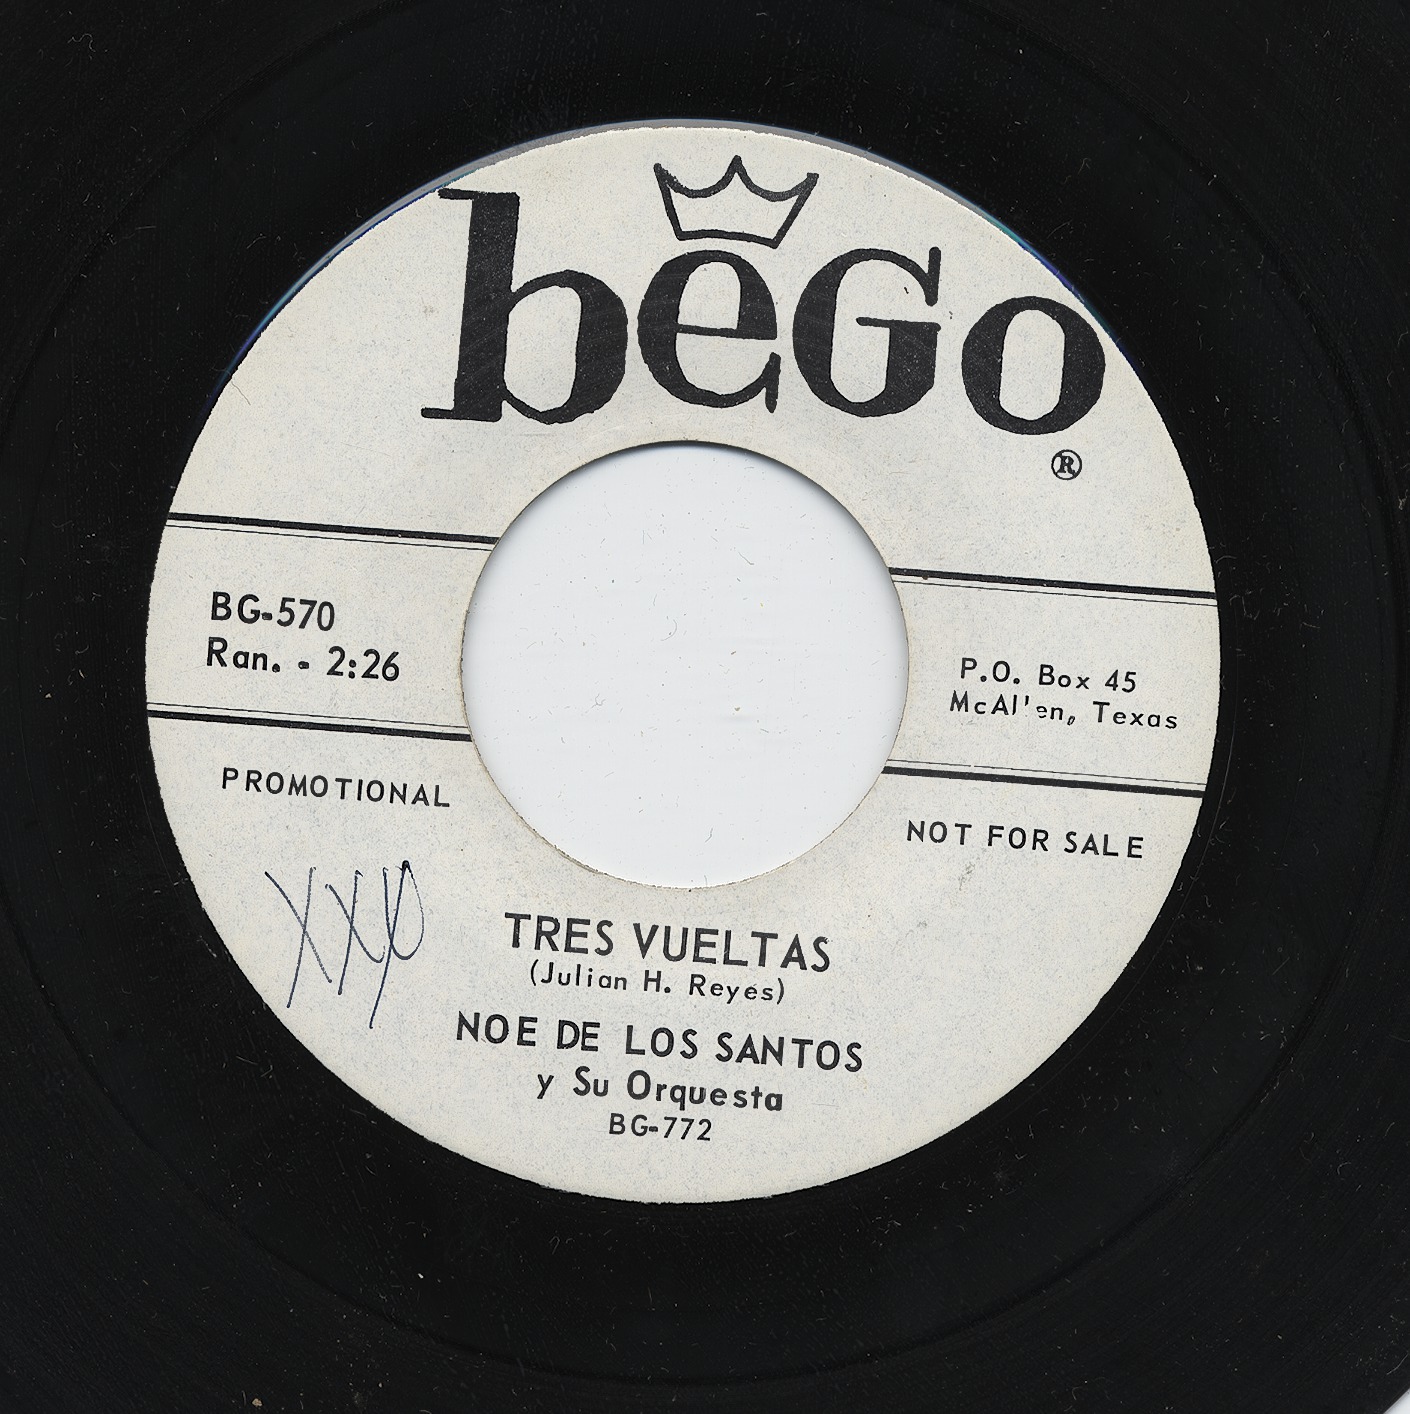 beGo
®
BG-570
Ran. - 2:26
P.O. Box 45
McAllen, Texas
PROMOTIONAL
NOT FOR SALE
XXX
TRES VUELTAS
(Julian H. Reyes)
NOE DE LOS SANTOS
y Su Orquesta
BG-772